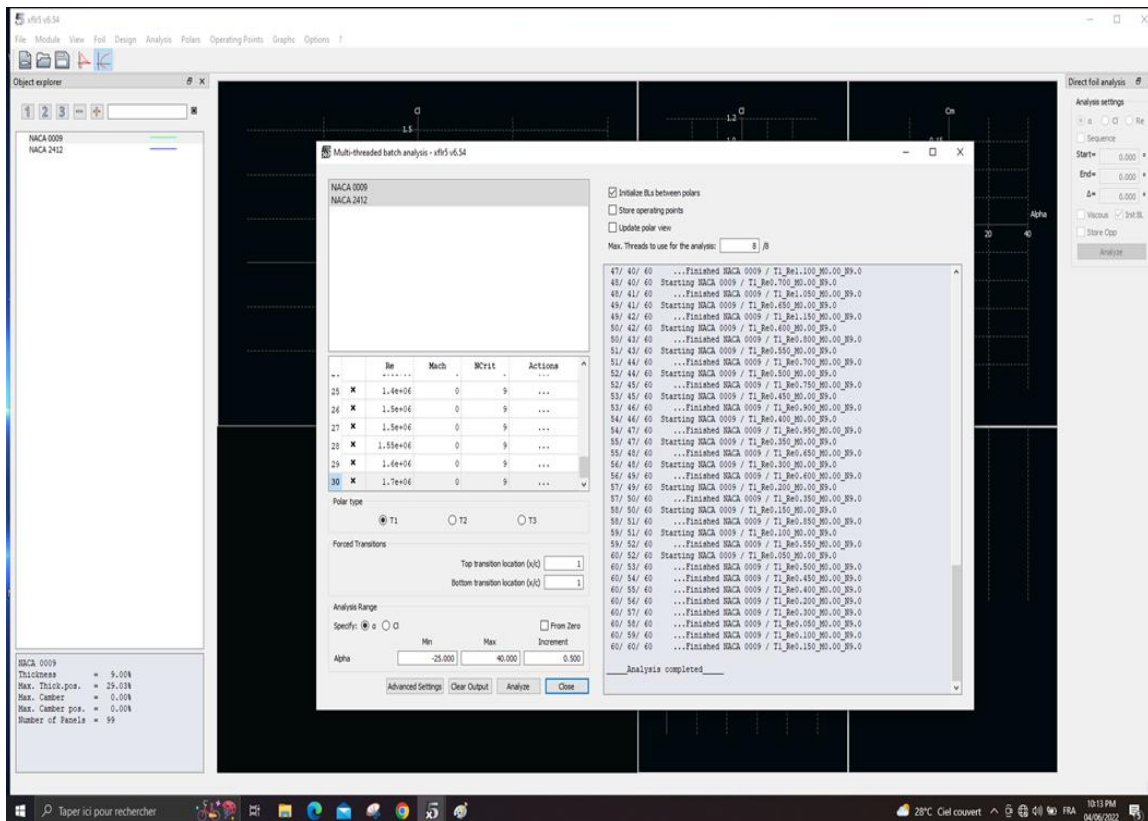 xflr5 v6.54
File Module View Foil Design Analysis Polars Operating Points Graphs Options ?
Object explorer
1 2 3
NACA 0009
NACA 2412
NACA 0009
Thickness = 9.00%
Max. Thick.pos. = 29.03%
Max. Camber = 0.00%
Max. Camber pos. = 0.00%
Number of Panels = 99
Cl
1.5
Cl
1.2
1.0
Cm
0.15
Alpha
20 40
Multi-threaded batch analysis - xflr5 v6.54
NACA 0009
NACA 2412
Re Mach NCrit Actions
25 x 1.4e+06 0 9 ...
26 x 1.5e+06 0 9 ...
27 x 1.5e+06 0 9 ...
28 x 1.55e+06 0 9 ...
29 x 1.6e+06 0 9 ...
30 x 1.7e+06 0 9 ...
Polar type
T1 T2 T3
Forced Transitions
Top transition location (x/c) 1
Bottom transition location (x/c) 1
Analysis Range
Specify: α Cl From Zero
Min Max Increment
Alpha -25.000 40.000 0.500
Advanced Settings Clear Output Analyze Close
Initialize BLs between polars
Store operating points
Update polar view
Max. Threads to use for the analysis: 8 /8
47/ 40/ 60 ...Finished NACA 0009 / T1_Re1.100_M0.00_N9.0
48/ 40/ 60 Starting NACA 0009 / T1_Re0.700_M0.00_N9.0
48/ 41/ 60 ...Finished NACA 0009 / T1_Re1.050_M0.00_N9.0
49/ 41/ 60 Starting NACA 0009 / T1_Re0.650_M0.00_N9.0
49/ 42/ 60 ...Finished NACA 0009 / T1_Re1.150_M0.00_N9.0
50/ 42/ 60 Starting NACA 0009 / T1_Re0.600_M0.00_N9.0
50/ 43/ 60 ...Finished NACA 0009 / T1_Re0.800_M0.00_N9.0
51/ 43/ 60 Starting NACA 0009 / T1_Re0.550_M0.00_N9.0
51/ 44/ 60 ...Finished NACA 0009 / T1_Re0.700_M0.00_N9.0
52/ 44/ 60 Starting NACA 0009 / T1_Re0.500_M0.00_N9.0
52/ 45/ 60 ...Finished NACA 0009 / T1_Re0.750_M0.00_N9.0
53/ 45/ 60 Starting NACA 0009 / T1_Re0.450_M0.00_N9.0
53/ 46/ 60 ...Finished NACA 0009 / T1_Re0.900_M0.00_N9.0
54/ 46/ 60 Starting NACA 0009 / T1_Re0.400_M0.00_N9.0
54/ 47/ 60 ...Finished NACA 0009 / T1_Re0.950_M0.00_N9.0
55/ 47/ 60 Starting NACA 0009 / T1_Re0.350_M0.00_N9.0
55/ 48/ 60 ...Finished NACA 0009 / T1_Re0.650_M0.00_N9.0
56/ 48/ 60 Starting NACA 0009 / T1_Re0.300_M0.00_N9.0
56/ 49/ 60 ...Finished NACA 0009 / T1_Re0.600_M0.00_N9.0
57/ 49/ 60 Starting NACA 0009 / T1_Re0.200_M0.00_N9.0
57/ 50/ 60 ...Finished NACA 0009 / T1_Re0.350_M0.00_N9.0
58/ 50/ 60 Starting NACA 0009 / T1_Re0.150_M0.00_N9.0
58/ 51/ 60 ...Finished NACA 0009 / T1_Re0.850_M0.00_N9.0
59/ 51/ 60 Starting NACA 0009 / T1_Re0.100_M0.00_N9.0
59/ 52/ 60 ...Finished NACA 0009 / T1_Re0.550_M0.00_N9.0
60/ 52/ 60 Starting NACA 0009 / T1_Re0.050_M0.00_N9.0
60/ 53/ 60 ...Finished NACA 0009 / T1_Re0.500_M0.00_N9.0
60/ 54/ 60 ...Finished NACA 0009 / T1_Re0.450_M0.00_N9.0
60/ 55/ 60 ...Finished NACA 0009 / T1_Re0.400_M0.00_N9.0
60/ 56/ 60 ...Finished NACA 0009 / T1_Re0.200_M0.00_N9.0
60/ 57/ 60 ...Finished NACA 0009 / T1_Re0.300_M0.00_N9.0
60/ 58/ 60 ...Finished NACA 0009 / T1_Re0.050_M0.00_N9.0
60/ 59/ 60 ...Finished NACA 0009 / T1_Re0.100_M0.00_N9.0
60/ 60/ 60 ...Finished NACA 0009 / T1_Re0.150_M0.00_N9.0
_____Analysis completed_____
Direct foil analysis
Analysis settings
α Cl Re
Sequence
Start= 0.000 °
End= 0.000 °
Δ= 0.000 °
Viscous Init BL
Store Opp
Analyze
Taper ici pour rechercher
28°C Ciel couvert
FRA
10:13 PM
04/06/2022